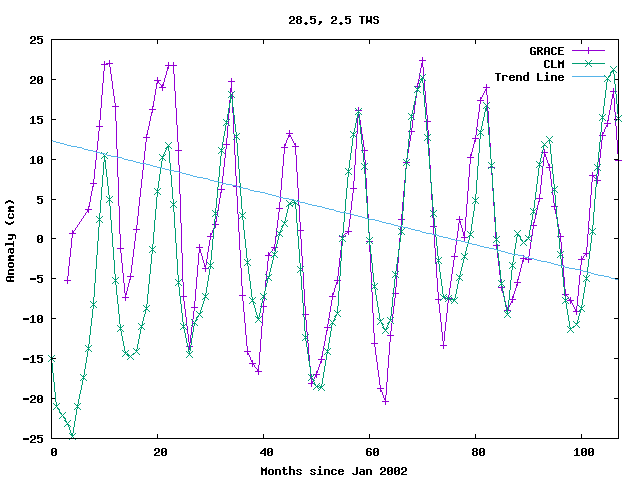 28.5, 2.5 TWS
GRACE
CLM
Trend Line
25
20
15
10
5
0
-5
-10
-15
-20
-25
Anomaly (cm)
0 20 40 60 80 100
Months since Jan 2002